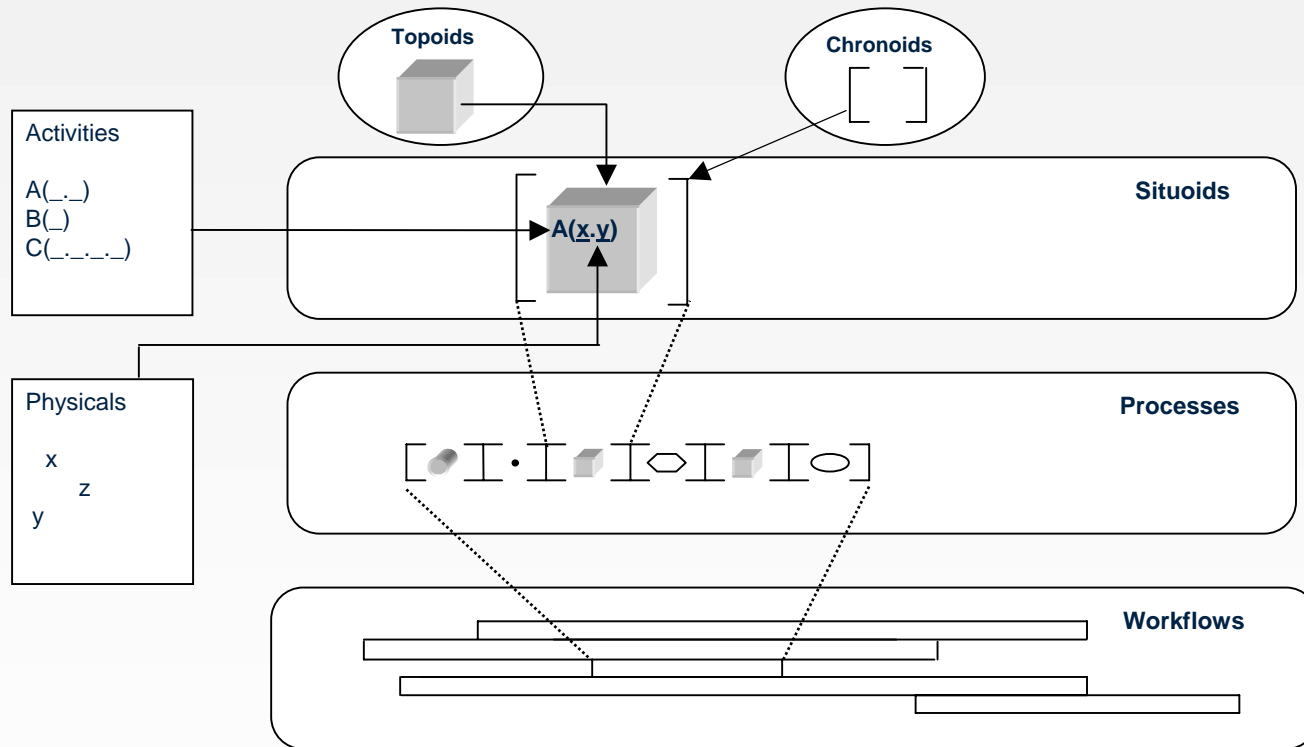 Topoids
Chronoids
Activities
A(_._)
B(_)
C(_._._._)
Situoids
A(x.y)
Physicals
x
z
y
Processes
Workflows